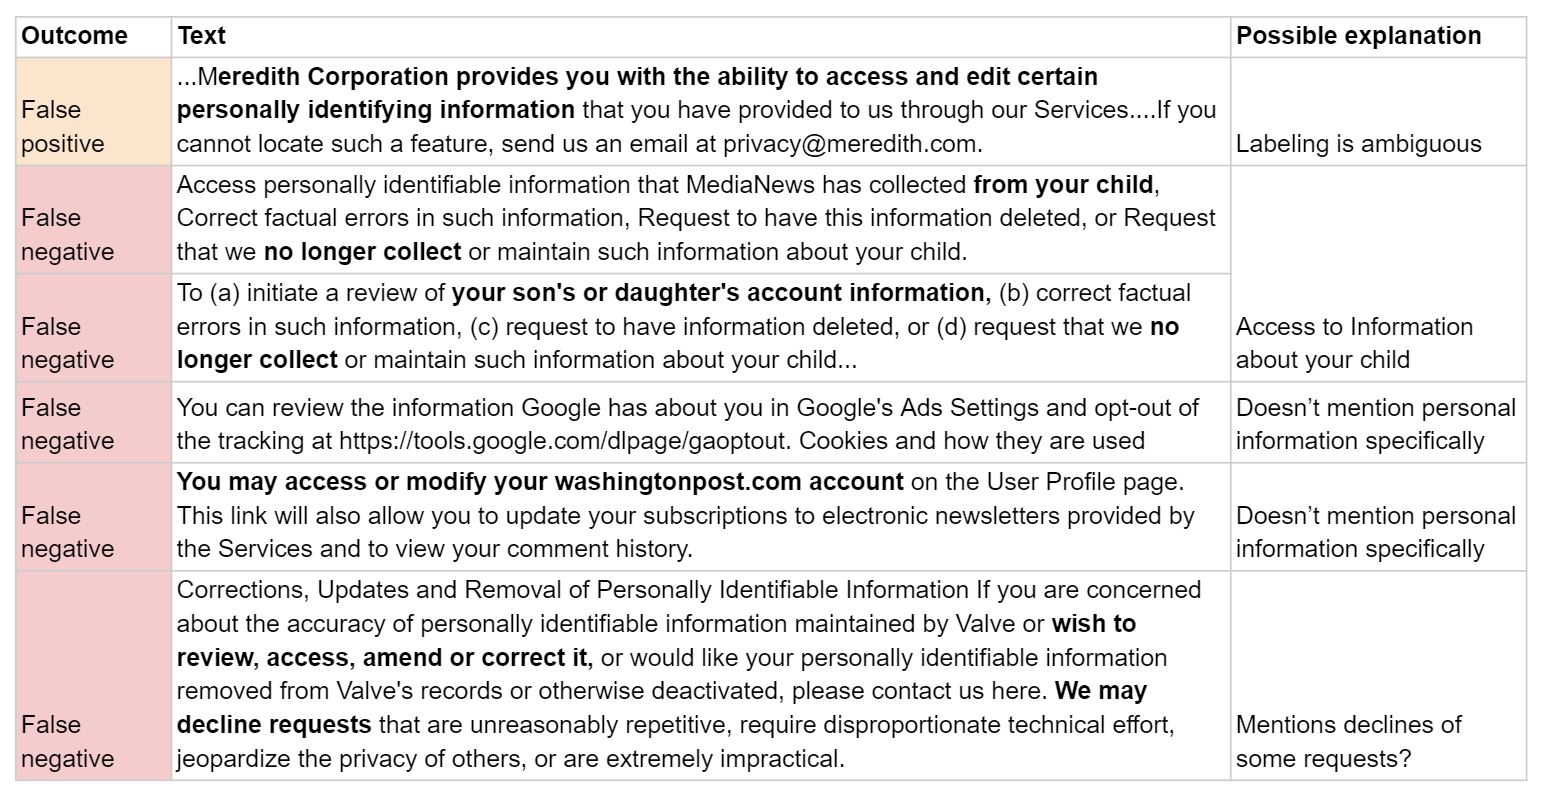 Outcome
Text
Possible explanation
False
positive
...Meredith Corporation provides you with the ability to access and edit certain
personally identifying information that you have provided to us through our Services....If you
cannot locate such a feature, send us an email at privacy@meredith.com.
Labeling is ambiguous
False
negative
Access personally identifiable information that MediaNews has collected from your child,
Correct factual errors in such information, Request to have this information deleted, or Request
that we no longer collect or maintain such information about your child.
False
negative
To (a) initiate a review of your son's or daughter's account information, (b) correct factual
errors in such information, (c) request to have information deleted, or (d) request that we no
longer collect or maintain such information about your child...
Access to Information
about your child
False
negative
You can review the information Google has about you in Google's Ads Settings and opt-out of
the tracking at https://tools.google.com/dlpage/gaoptout. Cookies and how they are used
Doesn’t mention personal
information specifically
False
negative
You may access or modify your washingtonpost.com account on the User Profile page.
This link will also allow you to update your subscriptions to electronic newsletters provided by
the Services and to view your comment history.
Doesn’t mention personal
information specifically
False
negative
Corrections, Updates and Removal of Personally Identifiable Information If you are concerned
about the accuracy of personally identifiable information maintained by Valve or wish to
review, access, amend or correct it, or would like your personally identifiable information
removed from Valve's records or otherwise deactivated, please contact us here. We may
decline requests that are unreasonably repetitive, require disproportionate technical effort,
jeopardize the privacy of others, or are extremely impractical.
Mentions declines of
some requests?